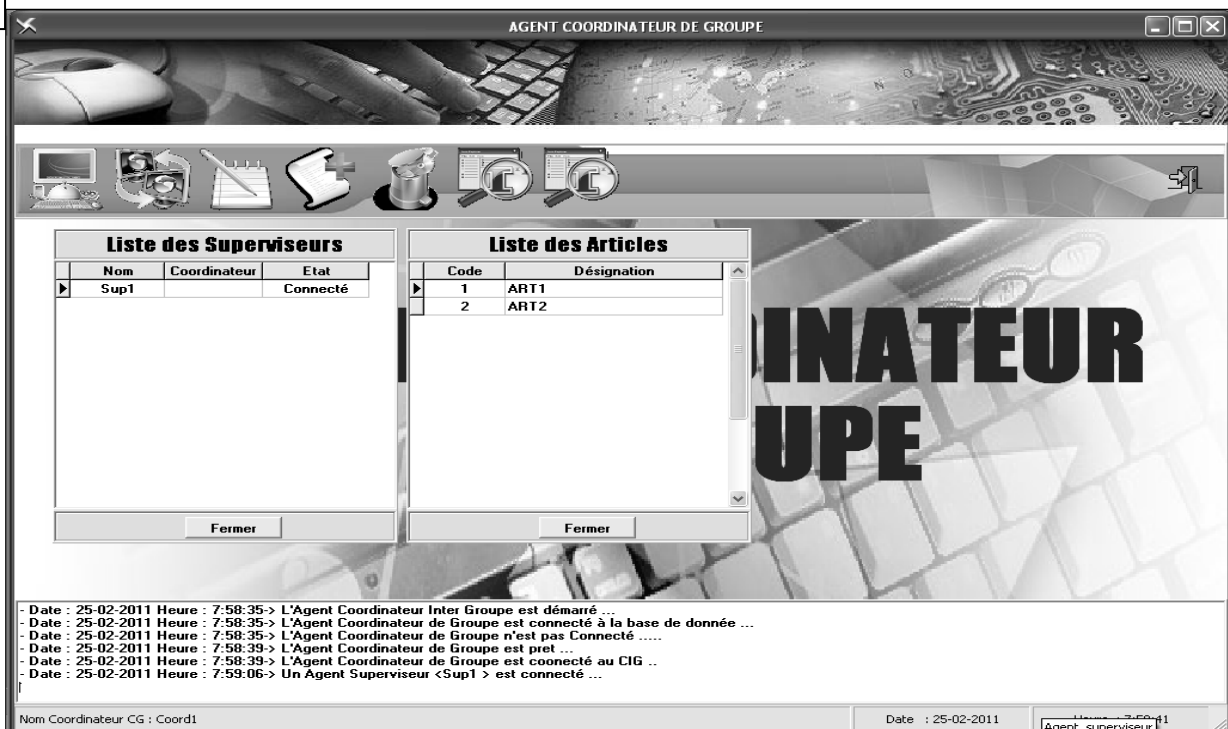 AGENT COORDINATEUR DE GROUPE
Liste des Superviseurs
Nom Coordinateur Etat
Sup1 Connecté
Fermer
Liste des Articles
Code Désignation
1 ART1
2 ART2
Fermer
INATEUR
UPE
- Date : 25-02-2011 Heure : 7:58:35-> L'Agent Coordinateur Inter Groupe est démarré ...
- Date : 25-02-2011 Heure : 7:58:35-> L'Agent Coordinateur de Groupe est connecté à la base de donnée ...
- Date : 25-02-2011 Heure : 7:58:35-> L'Agent Coordinateur de Groupe n'est pas Connecté .....
- Date : 25-02-2011 Heure : 7:58:39-> L'Agent Coordinateur de Groupe est pret ...
- Date : 25-02-2011 Heure : 7:58:39-> L'Agent Coordinateur de Groupe est coonecté au CIG ..
- Date : 25-02-2011 Heure : 7:59:06-> Un Agent Superviseur <Sup1 > est connecté ...
Nom Coordinateur CG : Coord1
Date : 25-02-2011
Agent superviseur